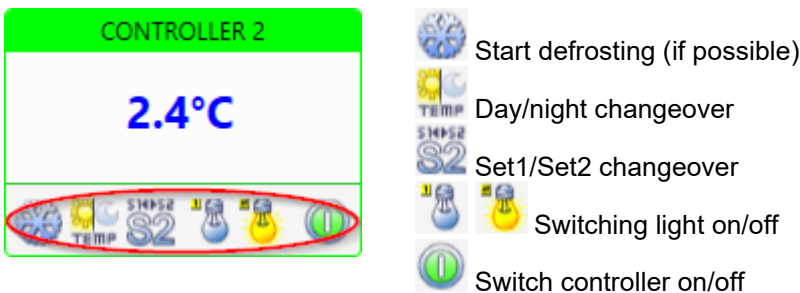 CONTROLLER 2
2.4°C
TEMP S1◄►S2 S2
Start defrosting (if possible)
TEMP Day/night changeover
S1◄►S2
S2 Set1/Set2 changeover
Switching light on/off
Switch controller on/off